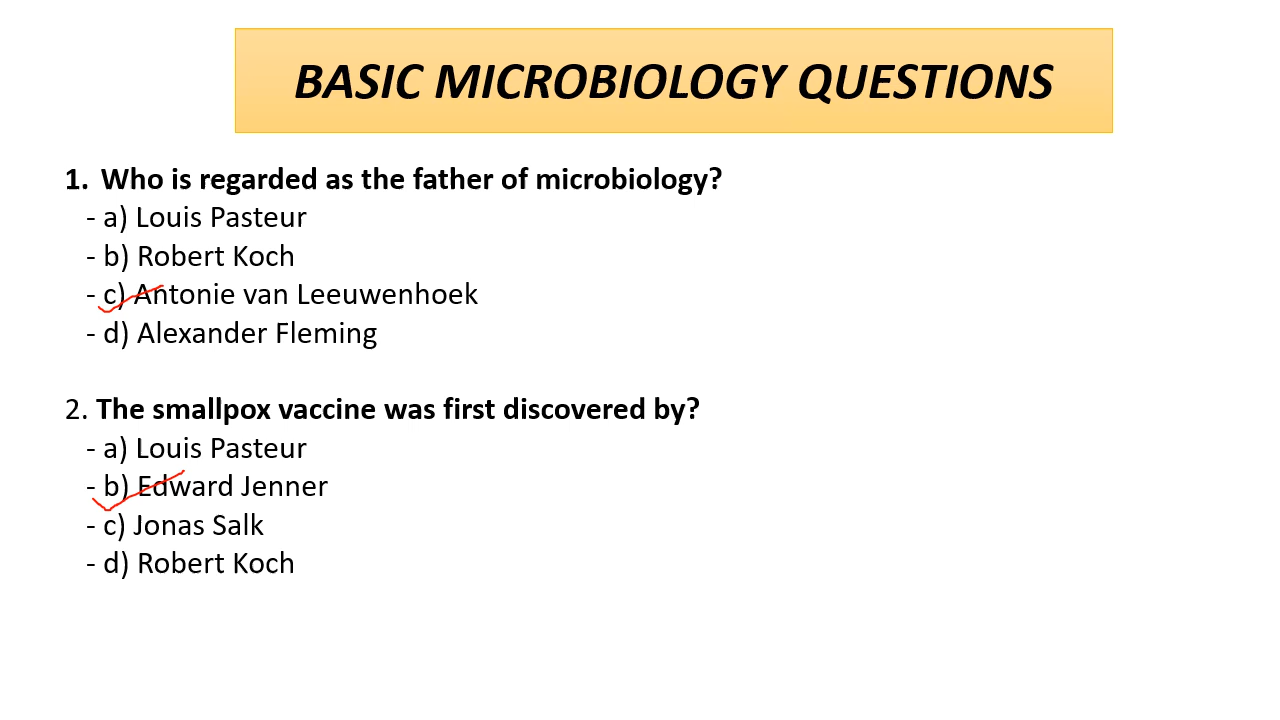 BASIC MICROBIOLOGY QUESTIONS
1. Who is regarded as the father of microbiology?
- a) Louis Pasteur
- b) Robert Koch
- c) Antonie van Leeuwenhoek
- d) Alexander Fleming
2. The smallpox vaccine was first discovered by?
- a) Louis Pasteur
- b) Edward Jenner
- c) Jonas Salk
- d) Robert Koch